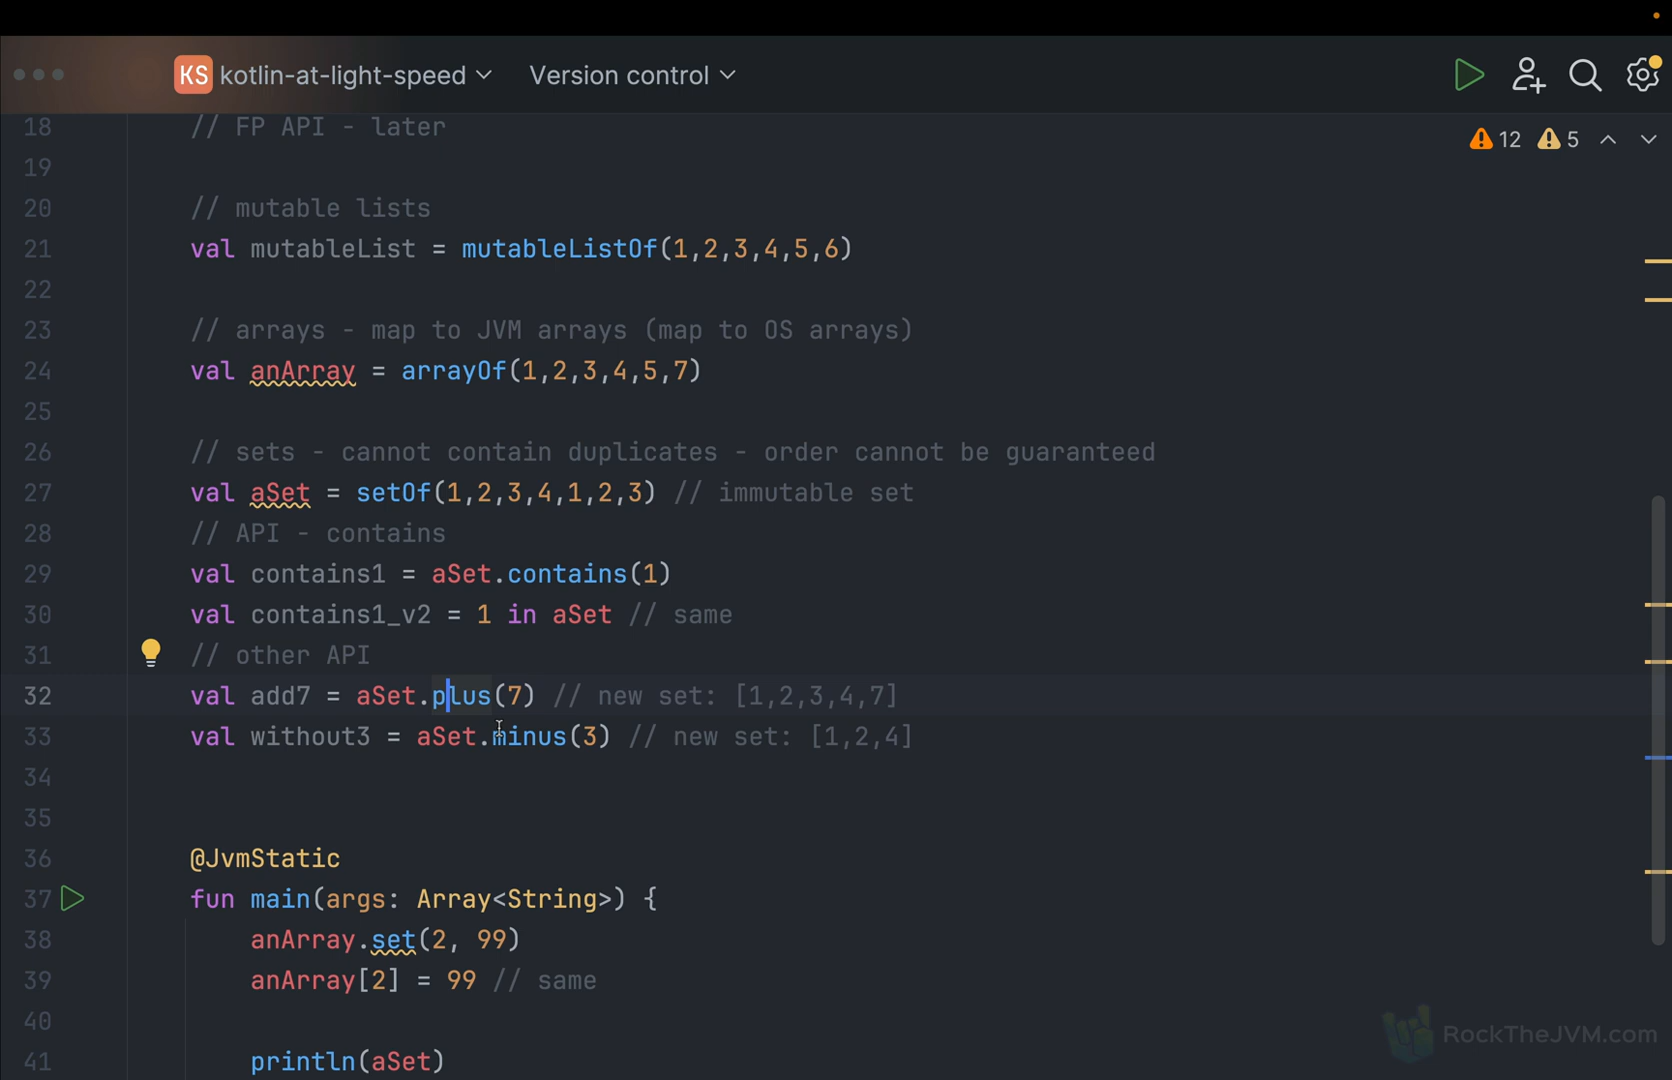 KS kotlin-at-light-speed Version control
12 5
18 // FP API - later
19
20 // mutable lists
21 val mutableList = mutableListOf(1,2,3,4,5,6)
22
23 // arrays - map to JVM arrays (map to OS arrays)
24 val anArray = arrayOf(1,2,3,4,5,7)
25
26 // sets - cannot contain duplicates - order cannot be guaranteed
27 val aSet = setOf(1,2,3,4,1,2,3) // immutable set
28 // API - contains
29 val contains1 = aSet.contains(1)
30 val contains1_v2 = 1 in aSet // same
31 // other API
32 val add7 = aSet.plus(7) // new set: [1,2,3,4,7]
33 val without3 = aSet.minus(3) // new set: [1,2,4]
34
35
36 @JvmStatic
37 fun main(args: Array<String>) {
38 anArray.set(2, 99)
39 anArray[2] = 99 // same
40
RockTheJVM.com
41 println(aSet)